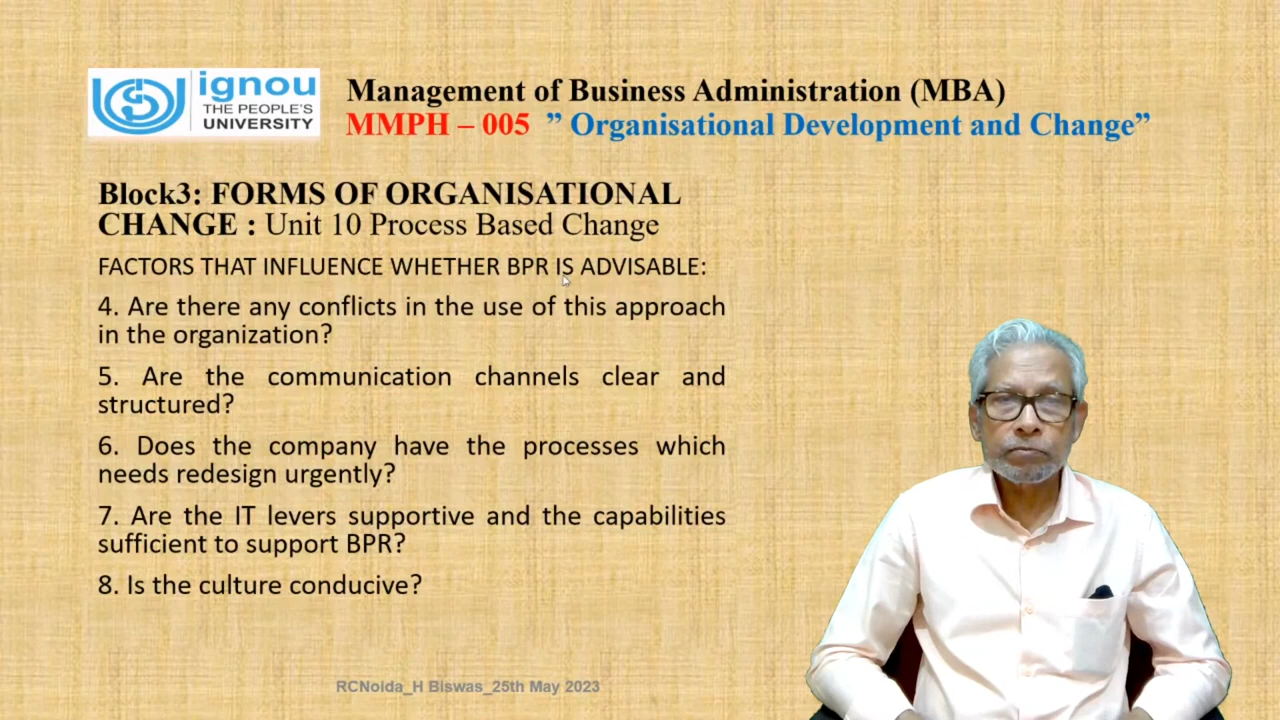 ignou
THE PEOPLE'S
UNIVERSITY
Management of Business Administration (MBA)
MMPH – 005 ” Organisational Development and Change”
Block3: FORMS OF ORGANISATIONAL
CHANGE : Unit 10 Process Based Change
FACTORS THAT INFLUENCE WHETHER BPR IS ADVISABLE:
4. Are there any conflicts in the use of this approach
in the organization?
5. Are the communication channels clear and
structured?
6. Does the company have the processes which
needs redesign urgently?
7. Are the IT levers supportive and the capabilities
sufficient to support BPR?
8. Is the culture conducive?
RCNoida_H Biswas_25th May 2023